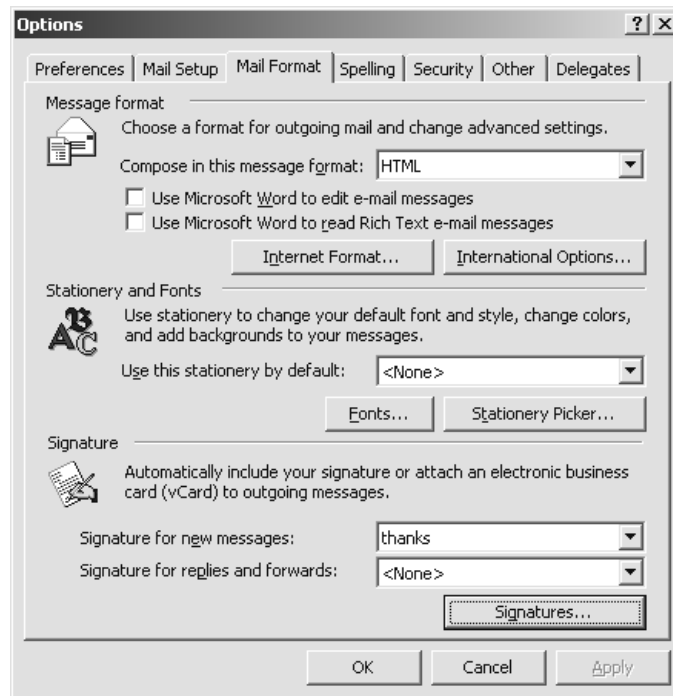 Options
Preferences Mail Setup Mail Format Spelling Security Other Delegates
Message format
Choose a format for outgoing mail and change advanced settings.
Compose in this message format: HTML
Use Microsoft Word to edit e-mail messages
Use Microsoft Word to read Rich Text e-mail messages
Internet Format... International Options...
Stationery and Fonts
Use stationery to change your default font and style, change colors,
and add backgrounds to your messages.
Use this stationery by default: <None>
Fonts... Stationery Picker...
Signature
Automatically include your signature or attach an electronic business
card (vCard) to outgoing messages.
Signature for new messages: thanks
Signature for replies and forwards: <None>
Signatures...
OK Cancel Apply